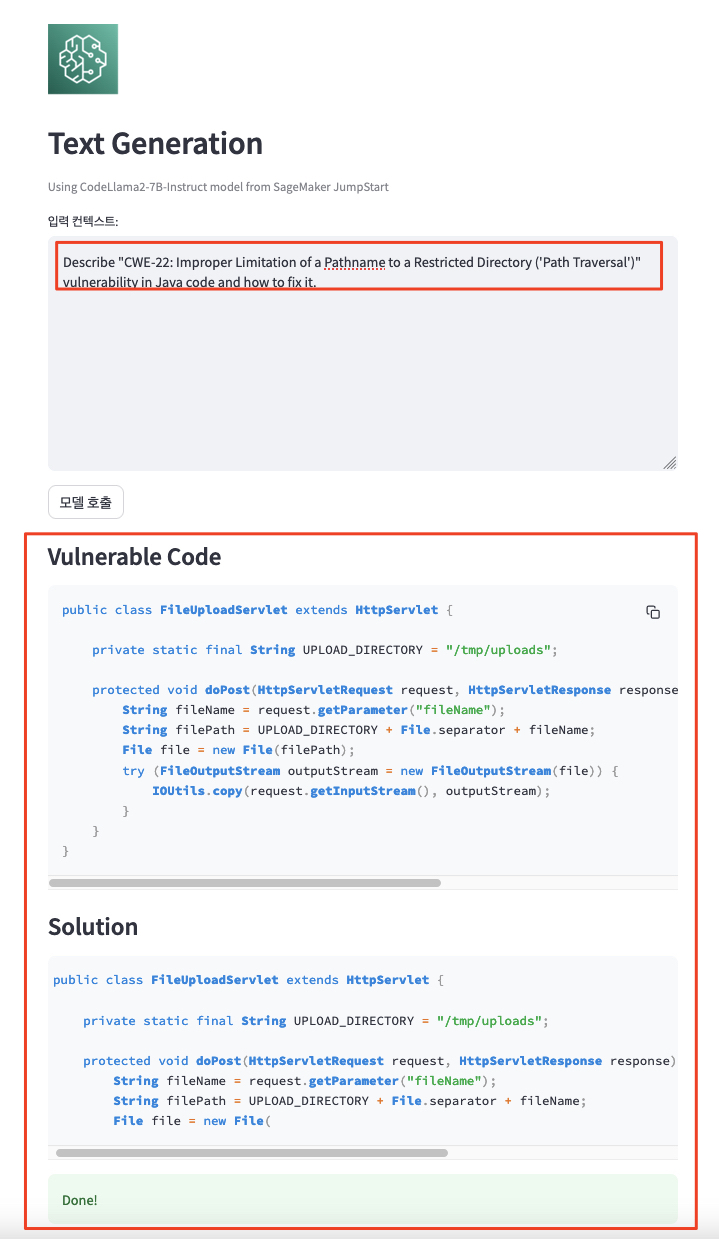 Text Generation
Using CodeLlama2-7B-Instruct model from SageMaker JumpStart
입력 컨텍스트:
Describe "CWE-22: Improper Limitation of a Pathname to a Restricted Directory ('Path Traversal')"
vulnerability in Java code and how to fix it.
모델 호출
Vulnerable Code
public class FileUploadServlet extends HttpServlet {
private static final String UPLOAD_DIRECTORY = "/tmp/uploads";
protected void doPost(HttpServletRequest request, HttpServletResponse response
String fileName = request.getParameter("fileName");
String filePath = UPLOAD_DIRECTORY + File.separator + fileName;
File file = new File(filePath);
try (FileOutputStream outputStream = new FileOutputStream(file)) {
IOUtils.copy(request.getInputStream(), outputStream);
}
}
}
Solution
public class FileUploadServlet extends HttpServlet {
private static final String UPLOAD_DIRECTORY = "/tmp/uploads";
protected void doPost(HttpServletRequest request, HttpServletResponse response)
String fileName = request.getParameter("fileName");
String filePath = UPLOAD_DIRECTORY + File.separator + fileName;
File file = new File(
Done!